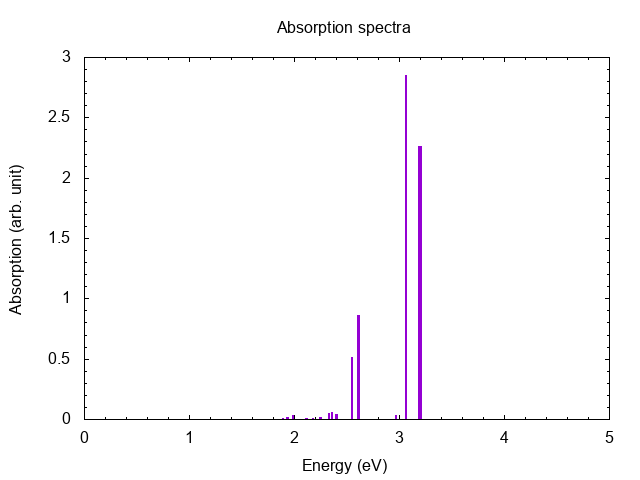 Absorption spectra
3
2.5
2
1.5
1
0.5
0
Absorption (arb. unit)
0 1 2 3 4 5
Energy (eV)